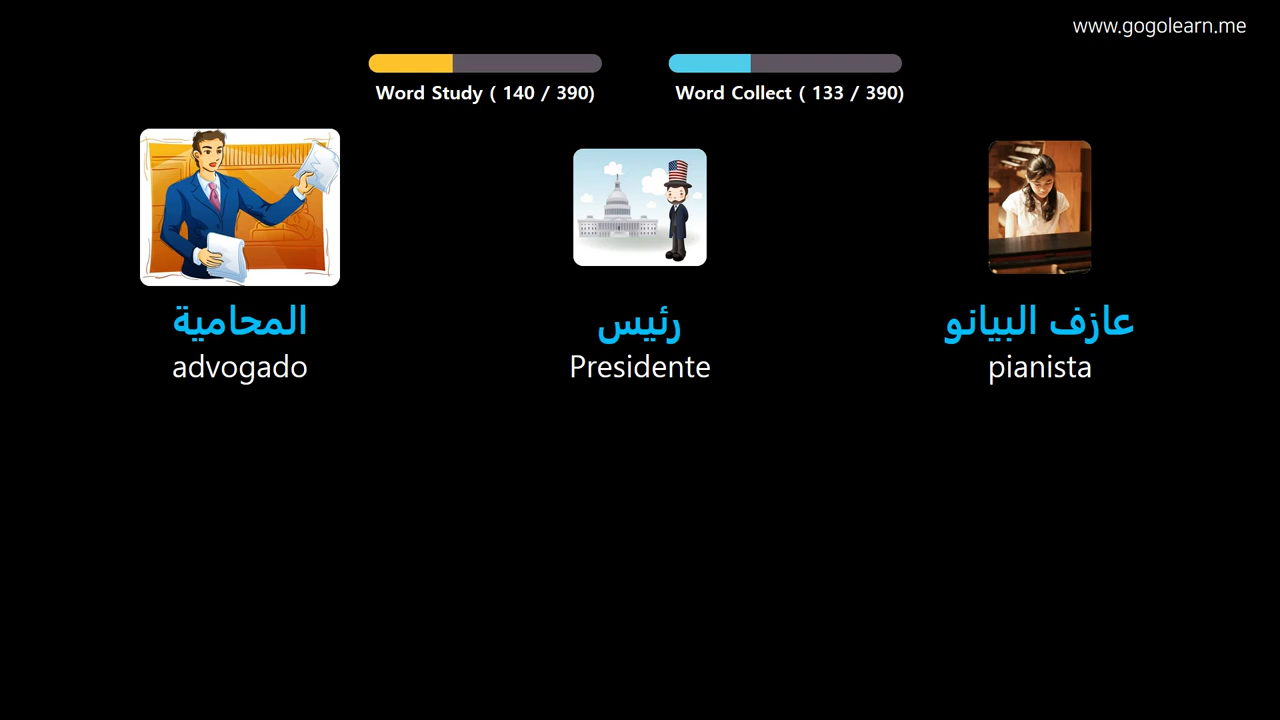 www.gogolearn.me
Word Study ( 140 / 390)
Word Collect ( 133 / 390)
المحامية
advogado
رئيس
Presidente
عازف البيانو
pianista